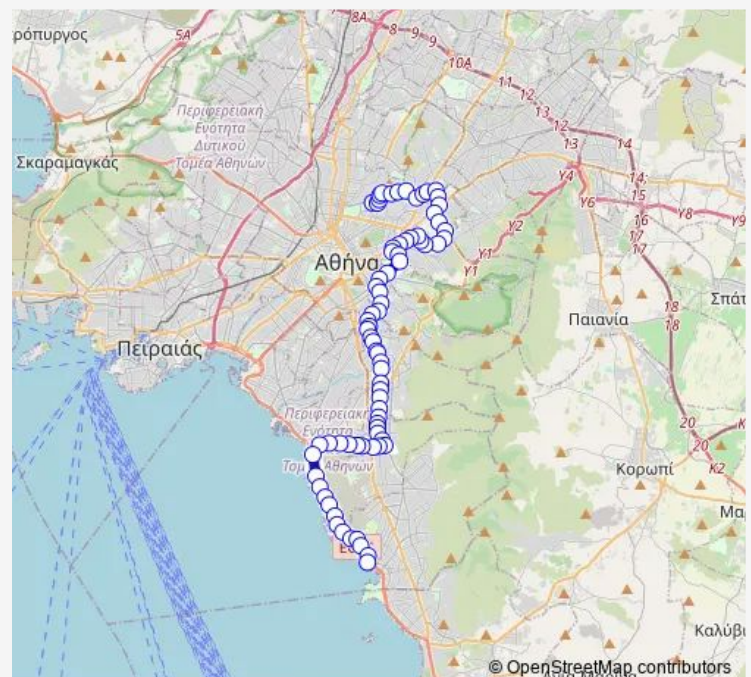 ρόπυργος
5A
8A
8
9
9
10A
11
12
13
12
13
14
14
15
16
17
17
18
18
20
20
Περιφερειακή
Ενότητα
Δυτικού
Τομέα Αθηνών
Σκαραμαγκάς
Y4
Y6
Y8
Y9
Y2
Y1
Y1
Αθήνα
Πειραιάς
Παιανία
Σπάτ
Περιφερειακή
Ενότητα
Τομ
Αθηνών
Κορωπί
K2
Μα
Καλύβι
© OpenStreetMap contributors